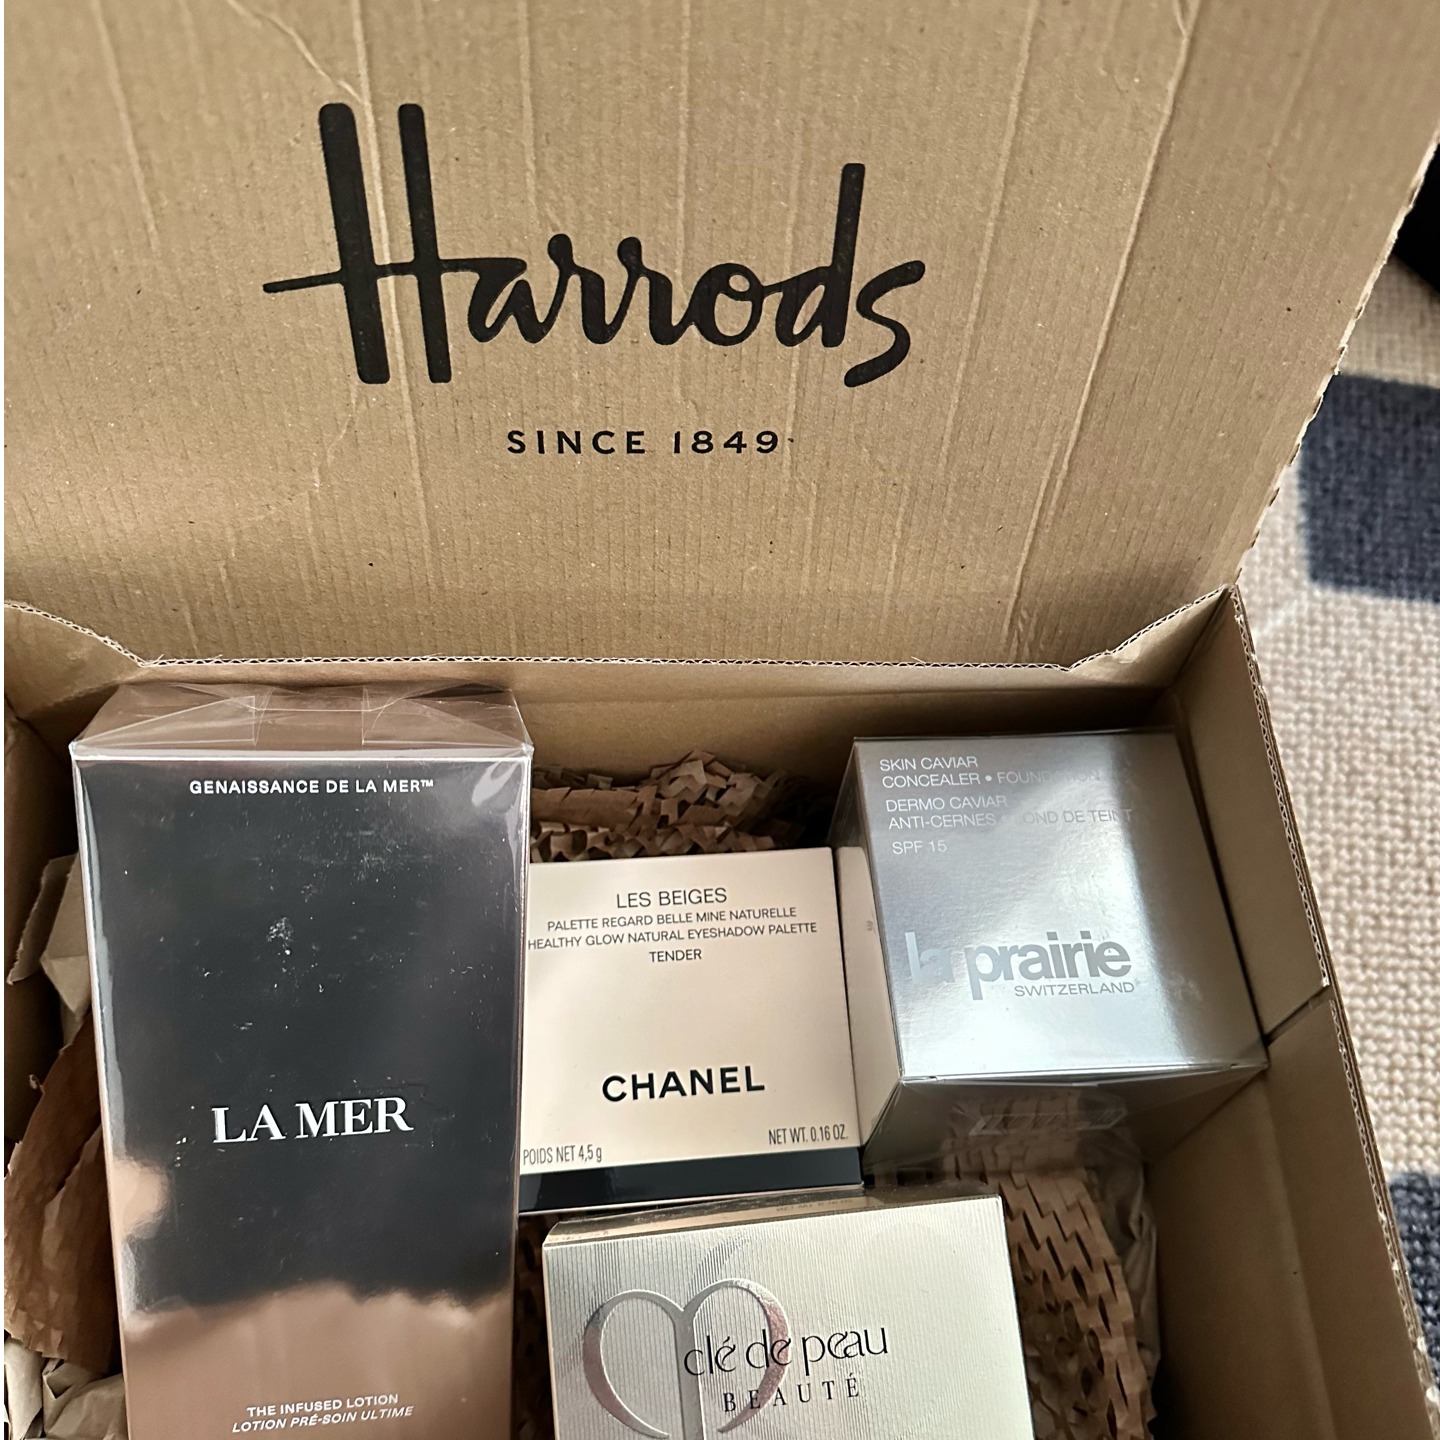 Harrods
SINCE 1849
GENAISSANCE DE LA MER™
LA MER
THE INFUSED LOTION
LOTION PRÉ-SOIN ULTIME
LES BEIGES
PALETTE REGARD BELLE MINE NATURELLE
HEALTHY GLOW NATURAL EYESHADOW PALETTE
TENDER
CHANEL
POIDS NET 4,5 g
NET WT. 0.16 OZ.
SKIN CAVIAR
CONCEALER • FOUNDATION
DERMO CAVIAR
ANTI-CERNES • FOND DE TEINT
SPF 15
la prairie
SWITZERLAND
clé de peau
BEAUTÉ